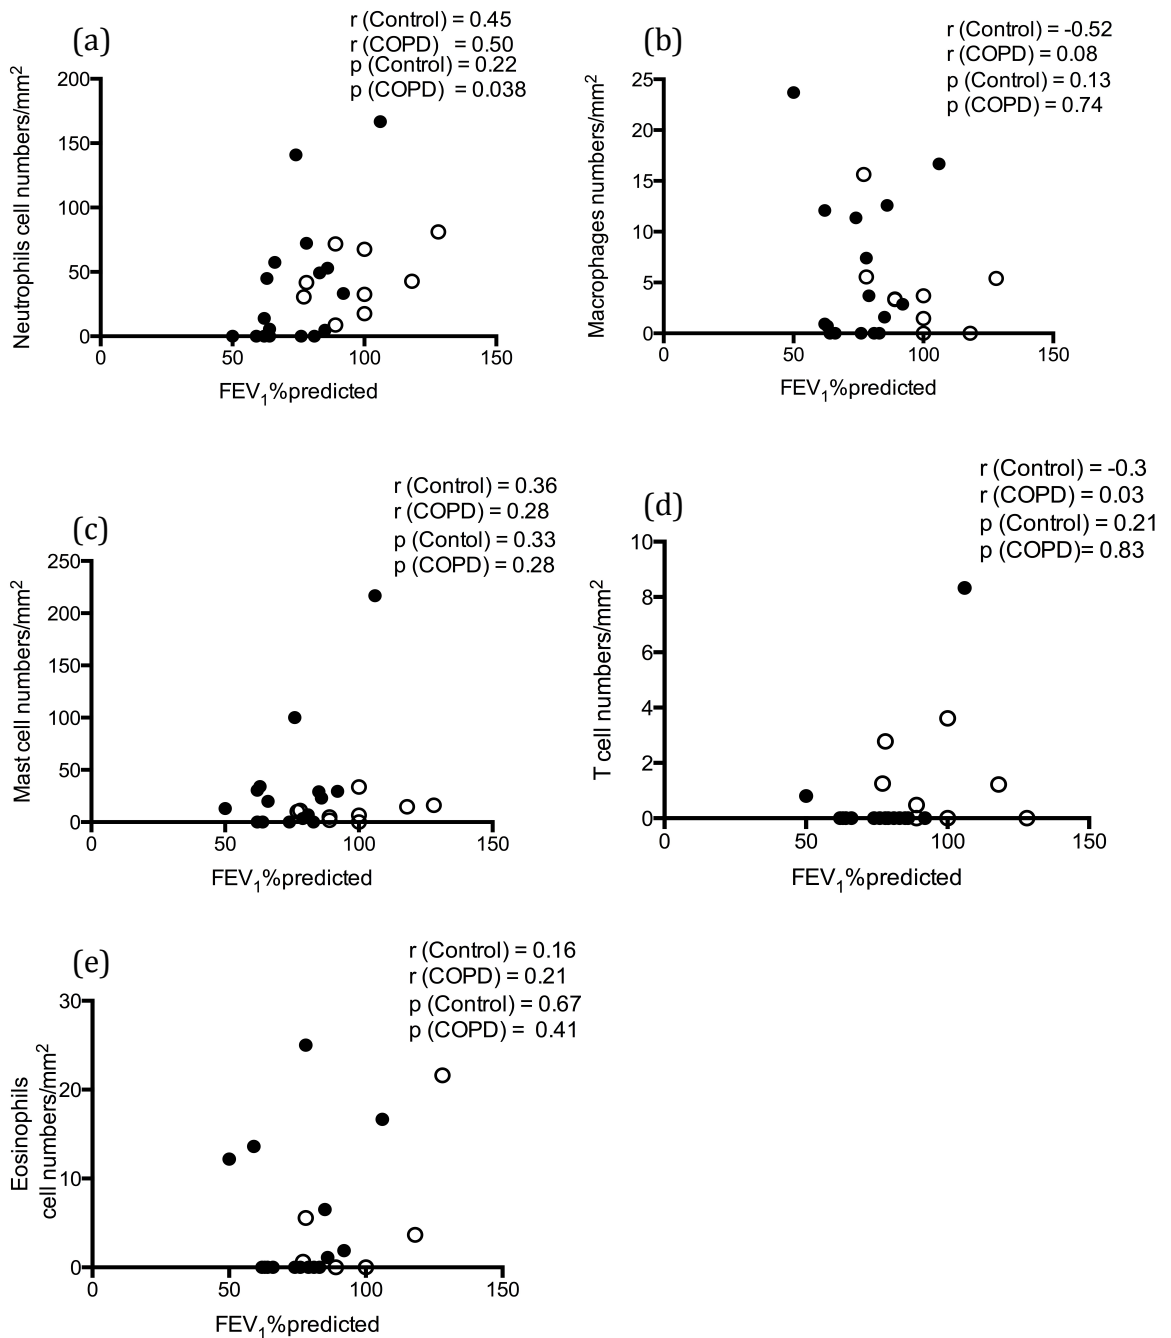 (a)
r (Control) = 0.45
r (COPD) = 0.50
p (Control) = 0.22
p (COPD) = 0.038
Neutrophils cell numbers/mm²
200
150
100
50
0
0 50 100 150
FEV₁%predicted
(b)
r (Control) = -0.52
r (COPD) = 0.08
p (Control) = 0.13
p (COPD) = 0.74
Macrophages numbers/mm²
25
20
15
10
5
0
0 50 100 150
FEV₁%predicted
(c)
r (Control) = 0.36
r (COPD) = 0.28
p (Contol) = 0.33
p (COPD) = 0.28
Mast cell numbers/mm²
250
200
150
100
50
0
0 50 100 150
FEV₁%predicted
(d)
r (Control) = -0.3
r (COPD) = 0.03
p (Control) = 0.21
p (COPD)= 0.83
T cell numbers/mm²
10
8
6
4
2
0
0 50 100 150
FEV₁%predicted
(e)
r (Control) = 0.16
r (COPD) = 0.21
p (Control) = 0.67
p (COPD) = 0.41
Eosinophils
cell numbers/mm²
30
20
10
0
0 50 100 150
FEV₁%predicted